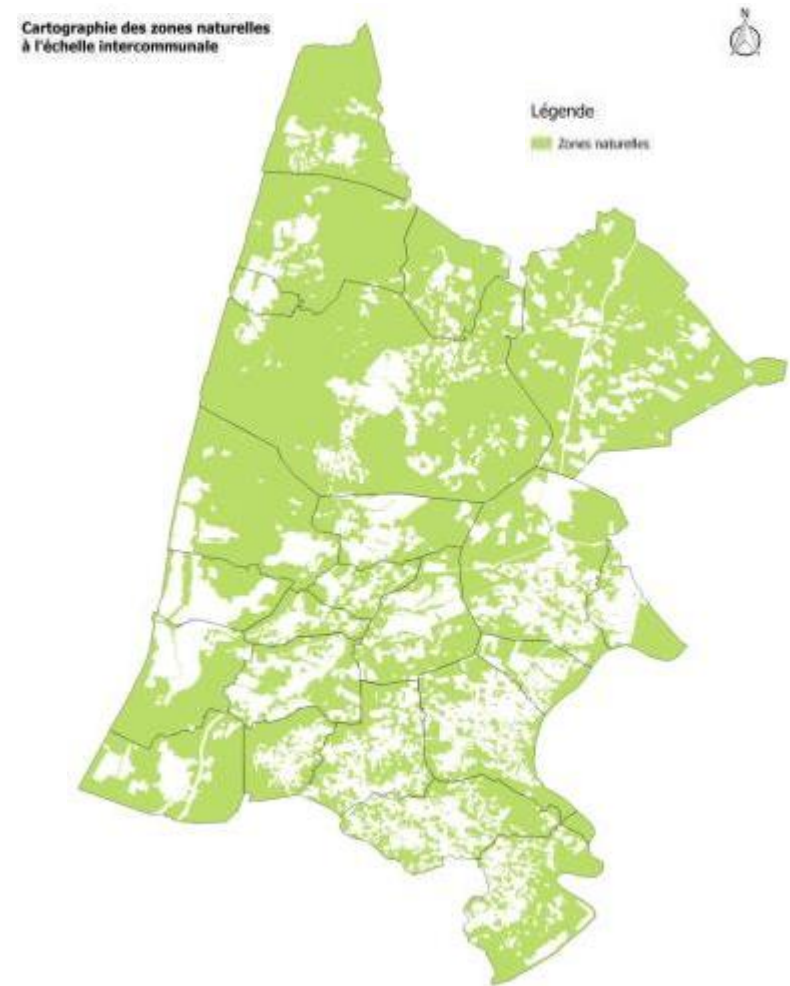 Cartographie des zones naturelles
à l'échelle intercommunale
N
Légende
Zones naturelles